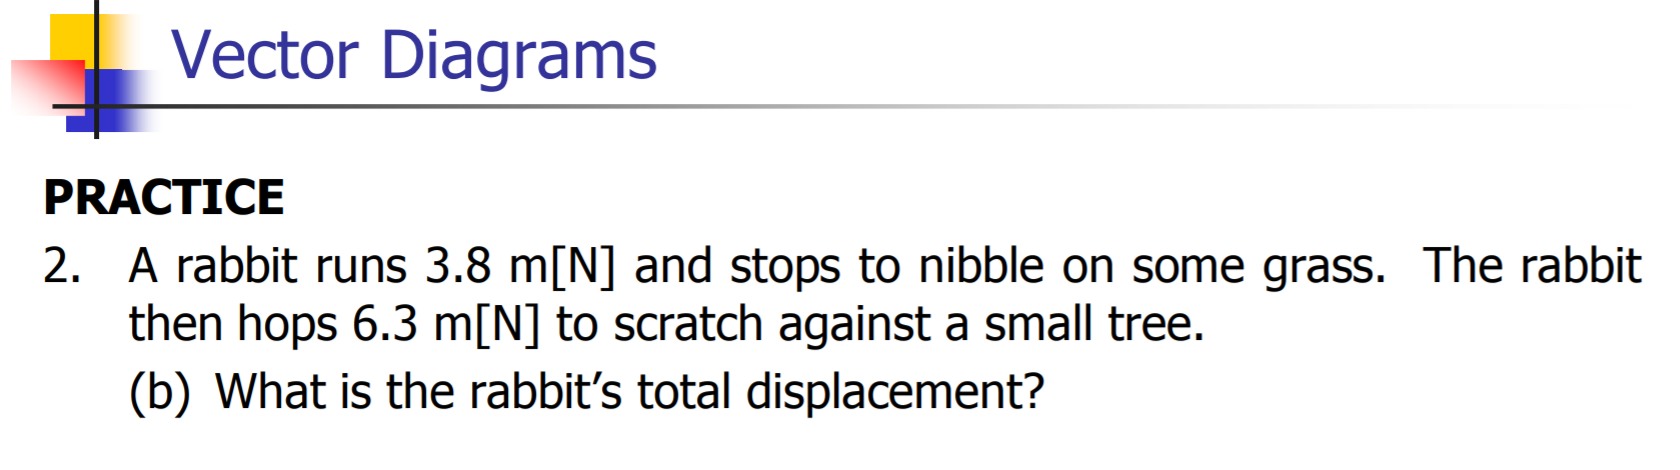 Vector Diagrams
PRACTICE
2. A rabbit runs 3.8 m[N] and stops to nibble on some grass. The rabbit
then hops 6.3 m[N] to scratch against a small tree.
(b) What is the rabbit’s total displacement?